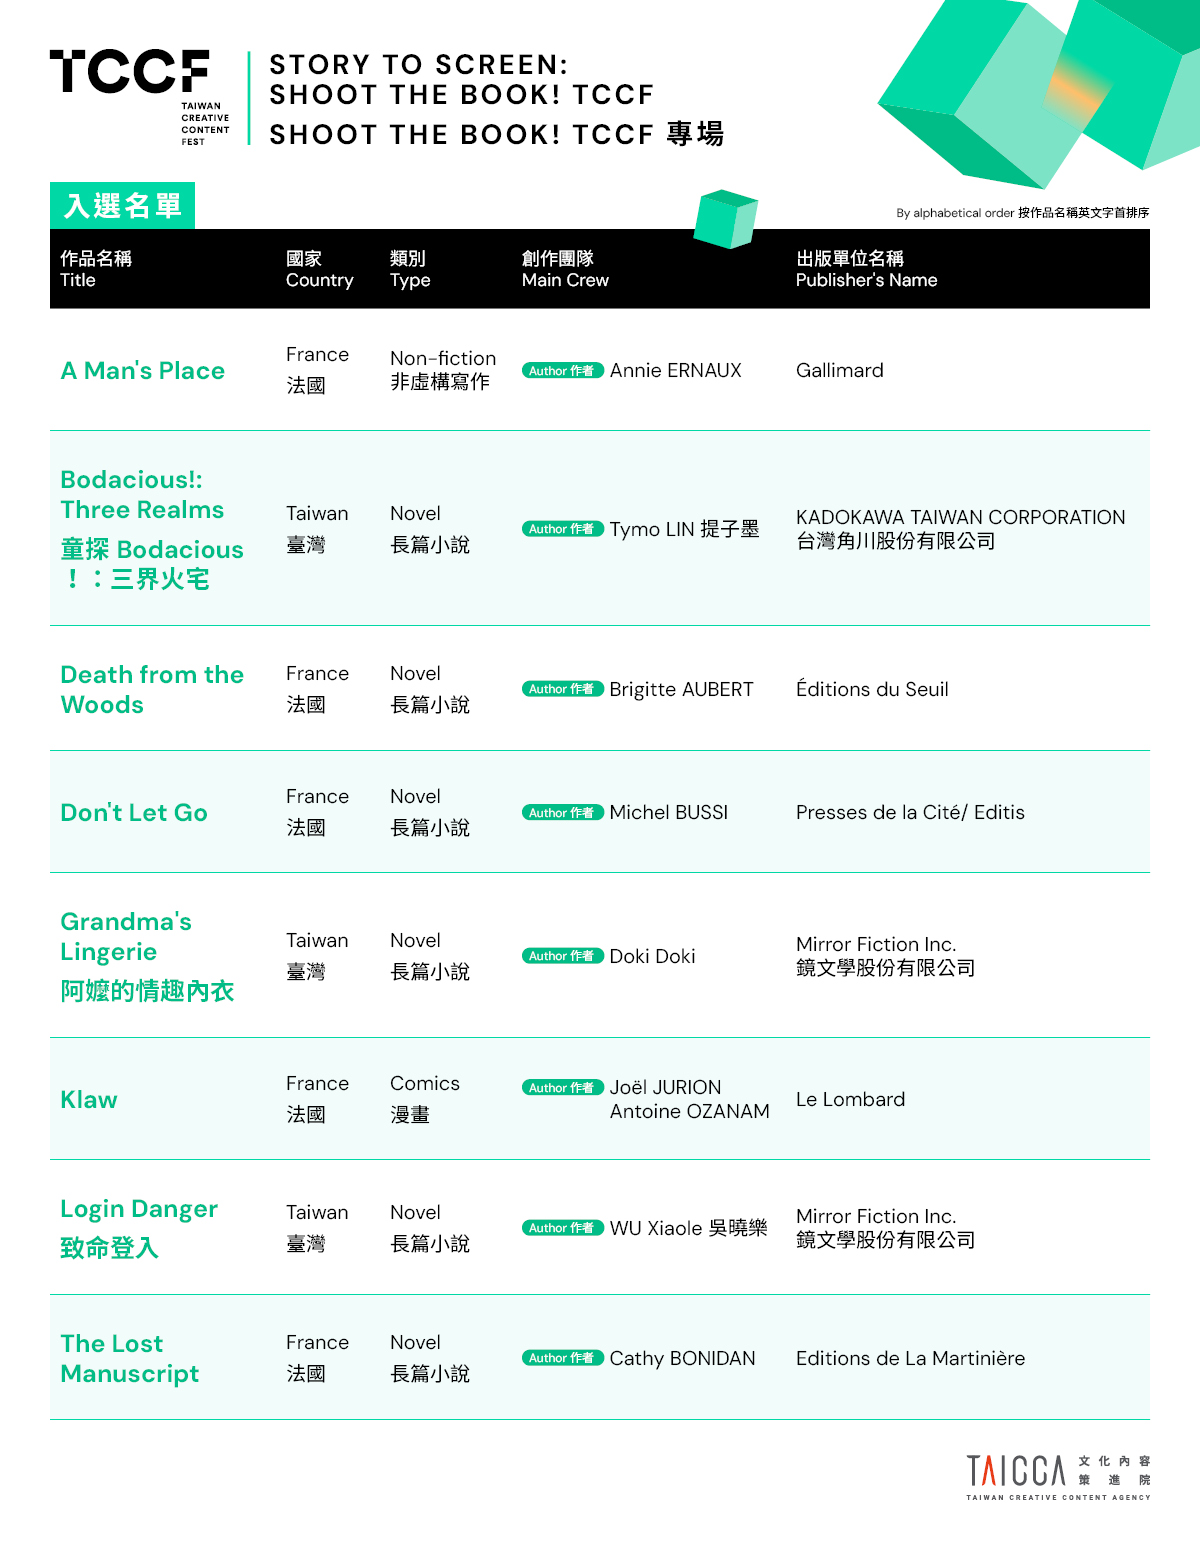 TCCF
TAIWAN
CREATIVE
CONTENT
FEST
STORY TO SCREEN:
SHOOT THE BOOK! TCCF
SHOOT THE BOOK! TCCF 專場
入選名單
By alphabetical order 按作品名稱英文字首排序
作品名稱 國家 類別 創作團隊 出版單位名稱
Title Country Type Main Crew Publisher's Name
A Man's Place
France
法國
Non-fiction
非虛構寫作
Author 作者 Annie ERNAUX
Gallimard
Bodacious!:
Three Realms
童探 Bodacious
！：三界火宅
Taiwan
臺灣
Novel
長篇小說
Author 作者 Tymo LIN 提子墨
KADOKAWA TAIWAN CORPORATION
台灣角川股份有限公司
Death from the
Woods
France
法國
Novel
長篇小說
Author 作者 Brigitte AUBERT
Éditions du Seuil
Don't Let Go
France
法國
Novel
長篇小說
Author 作者 Michel BUSSI
Presses de la Cité/ Editis
Grandma's
Lingerie
阿嬤的情趣內衣
Taiwan
臺灣
Novel
長篇小說
Author 作者 Doki Doki
Mirror Fiction Inc.
鏡文學股份有限公司
Klaw
France
法國
Comics
漫畫
Author 作者 Joël JURION
Antoine OZANAM
Le Lombard
Login Danger
致命登入
Taiwan
臺灣
Novel
長篇小說
Author 作者 WU Xiaole 吳曉樂
Mirror Fiction Inc.
鏡文學股份有限公司
The Lost
Manuscript
France
法國
Novel
長篇小說
Author 作者 Cathy BONIDAN
Editions de La Martinière
TAICCA
文化內容
策進院
TAIWAN CREATIVE CONTENT AGENCY